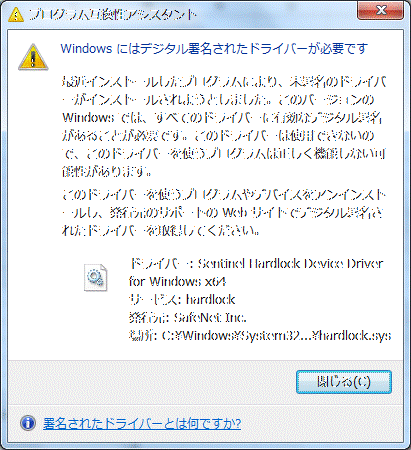 プログラム互換性アシスタント
Windows にはデジタル署名されたドライバーが必要です
最近インストールしたプログラムにより、未署名のドライバ
ーがインストールされようとしました。このバージョンの
Windows では、すべてのドライバーに有効なデジタル署名
があることが必要です。このドライバーは使用できないの
で、このドライバーを使うプログラムは正しく機能しない可
能性があります。
このドライバーを使うプログラムやデバイスをアンインスト
ールし、発行元のサポートの Web サイトでデジタル署名さ
れたドライバーを取得してください。
ドライバー: Sentinel Hardlock Device Driver
for Windows x64
サービス: hardlock
発行元: SafeNet Inc.
場所: C:¥Windows¥System32...¥hardlock.sys
閉じる(C)
署名されたドライバーとは何ですか?